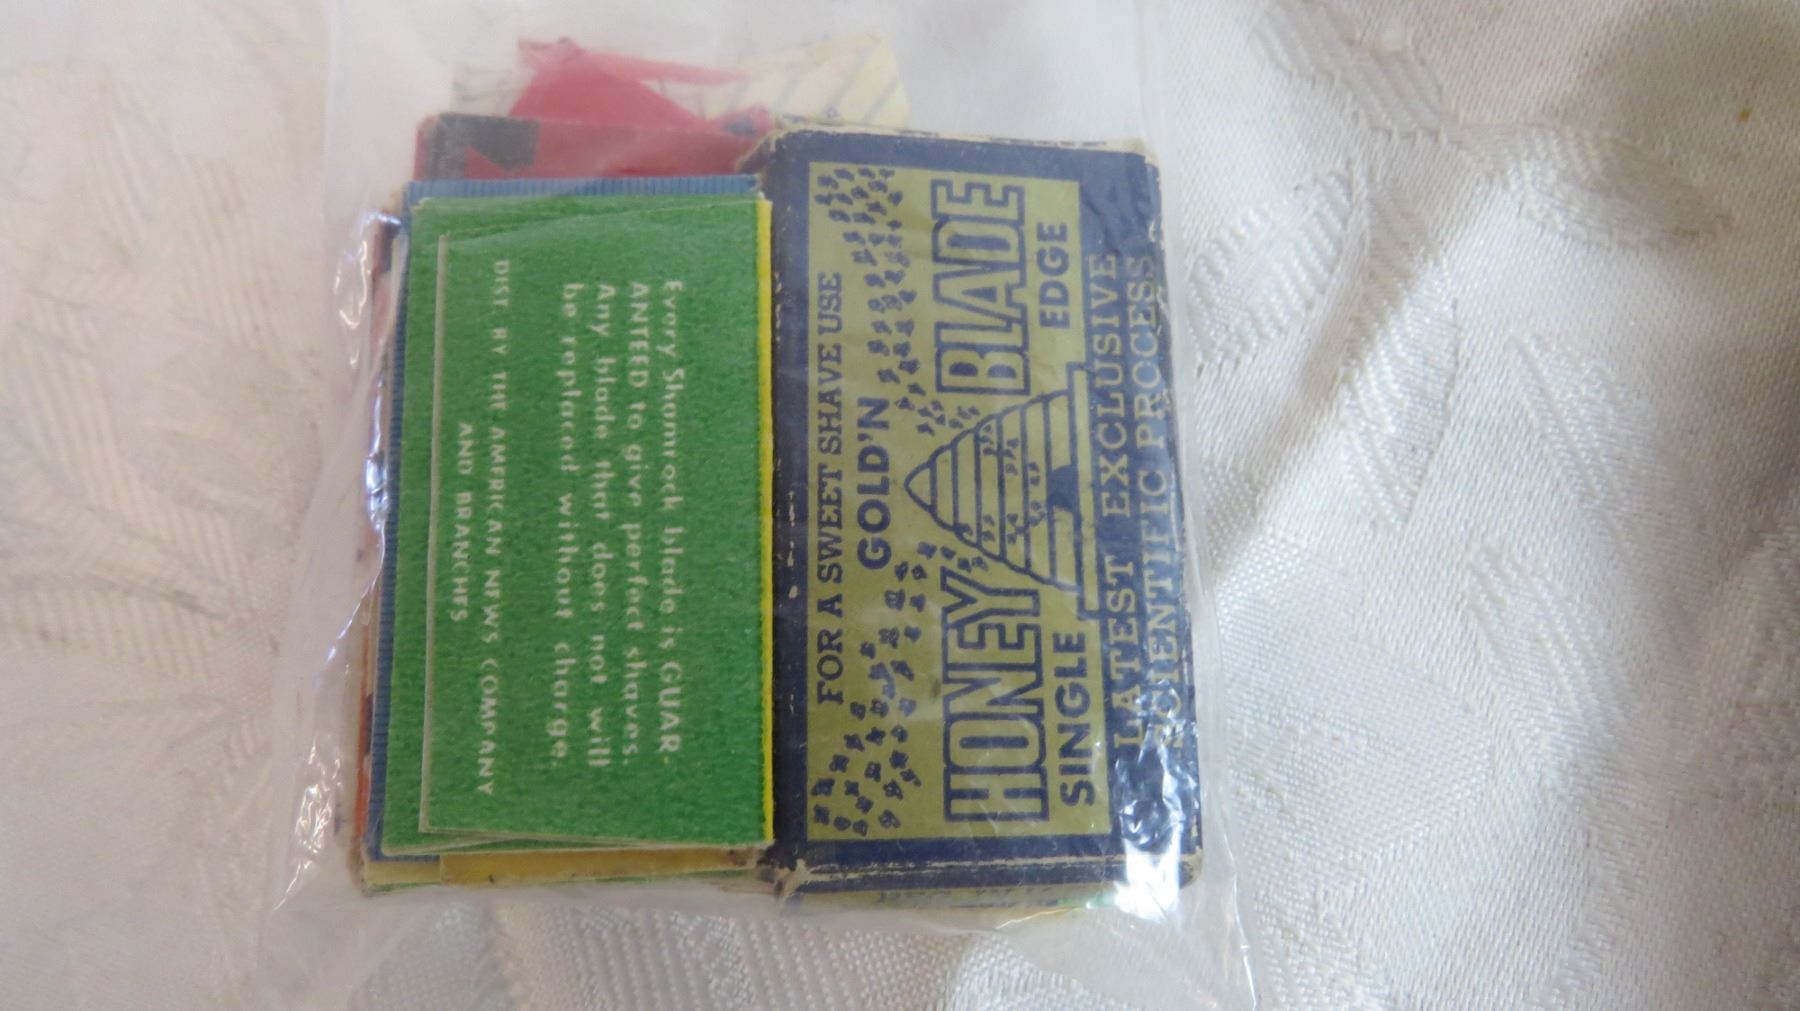 Every Shamrock blade is GUAR-
ANTEED to give perfect shaves.
Any blade that does not will
be replaced without charge.
DIST. BY THE AMERICAN NEWS COMPANY
AND BRANCHES
FOR A SWEET SHAVE USE
GOLD'N
HONEY BLADE
SINGLE EDGE
LATEST EXCLUSIVE
SCIENTIFIC PROCESS